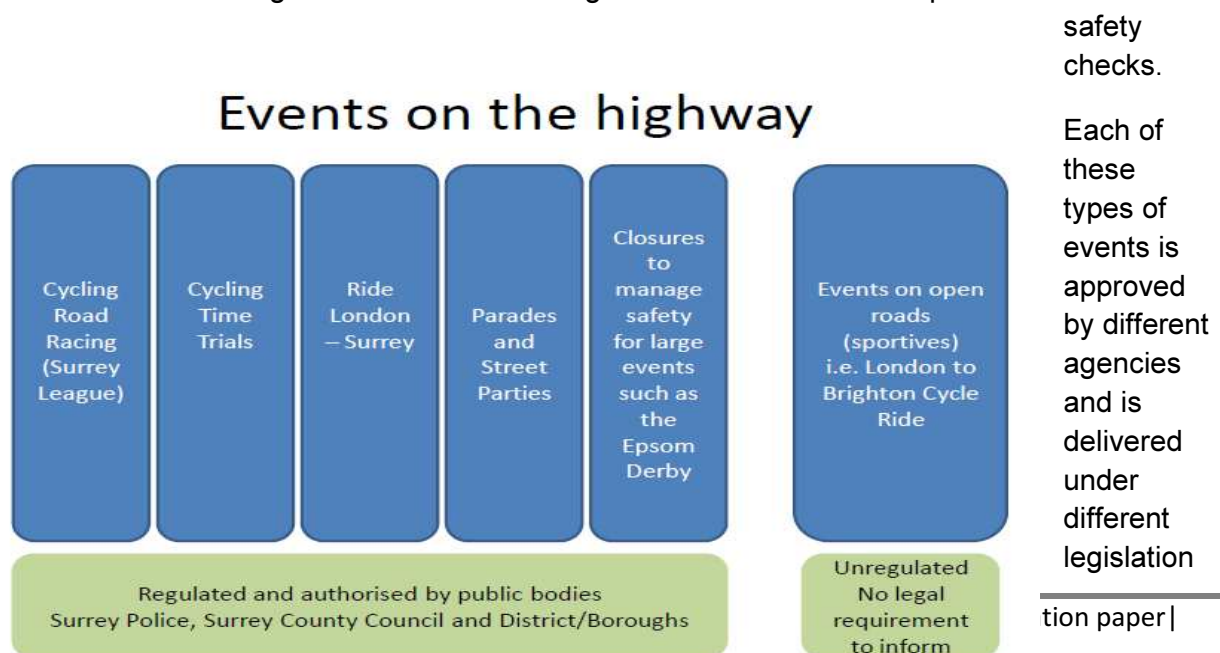 safety
checks.
Events on the highway
Cycling
Road
Racing
(Surrey
League)
Cycling
Time
Trials
Ride
London
– Surrey
Parades
and
Street
Parties
Closures
to
manage
safety
for large
events
such as
the
Epsom
Derby
Events on open
roads
(sportives)
i.e. London to
Brighton Cycle
Ride
Regulated and authorised by public bodies
Surrey Police, Surrey County Council and District/Boroughs
Unregulated
No legal
requirement
to inform
Each of
these
types of
events is
approved
by different
agencies
and is
delivered
under
different
legislation
tion paper|